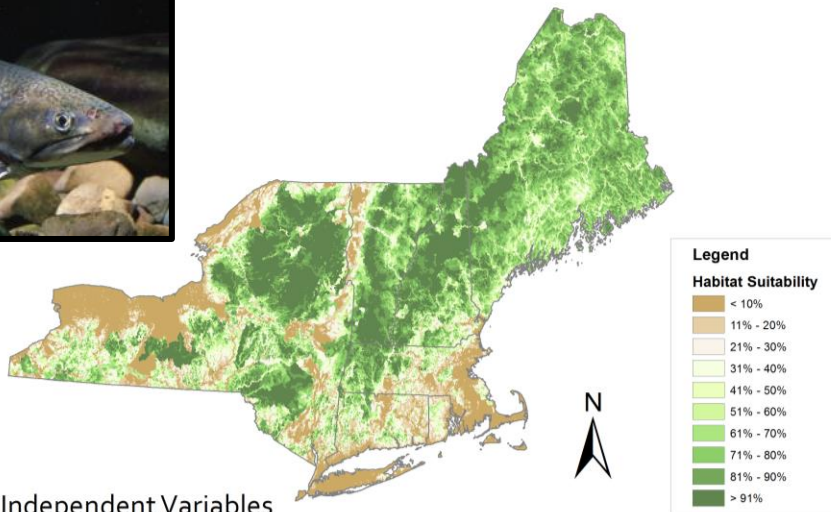 Legend
Habitat Suitability
< 10%
11% - 20%
21% - 30%
31% - 40%
41% - 50%
51% - 60%
61% - 70%
71% - 80%
81% - 90%
> 91%
N
Independent Variables